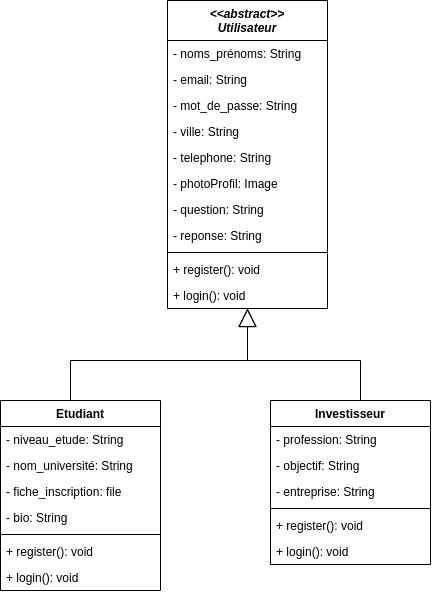 <<abstract>>
Utilisateur
- noms_prénoms: String
- email: String
- mot_de_passe: String
- ville: String
- telephone: String
- photoProfil: Image
- question: String
- reponse: String
+ register(): void
+ login(): void
Etudiant
- niveau_etude: String
- nom_université: String
- fiche_inscription: file
- bio: String
+ register(): void
+ login(): void
Investisseur
- profession: String
- objectif: String
- entreprise: String
+ register(): void
+ login(): void